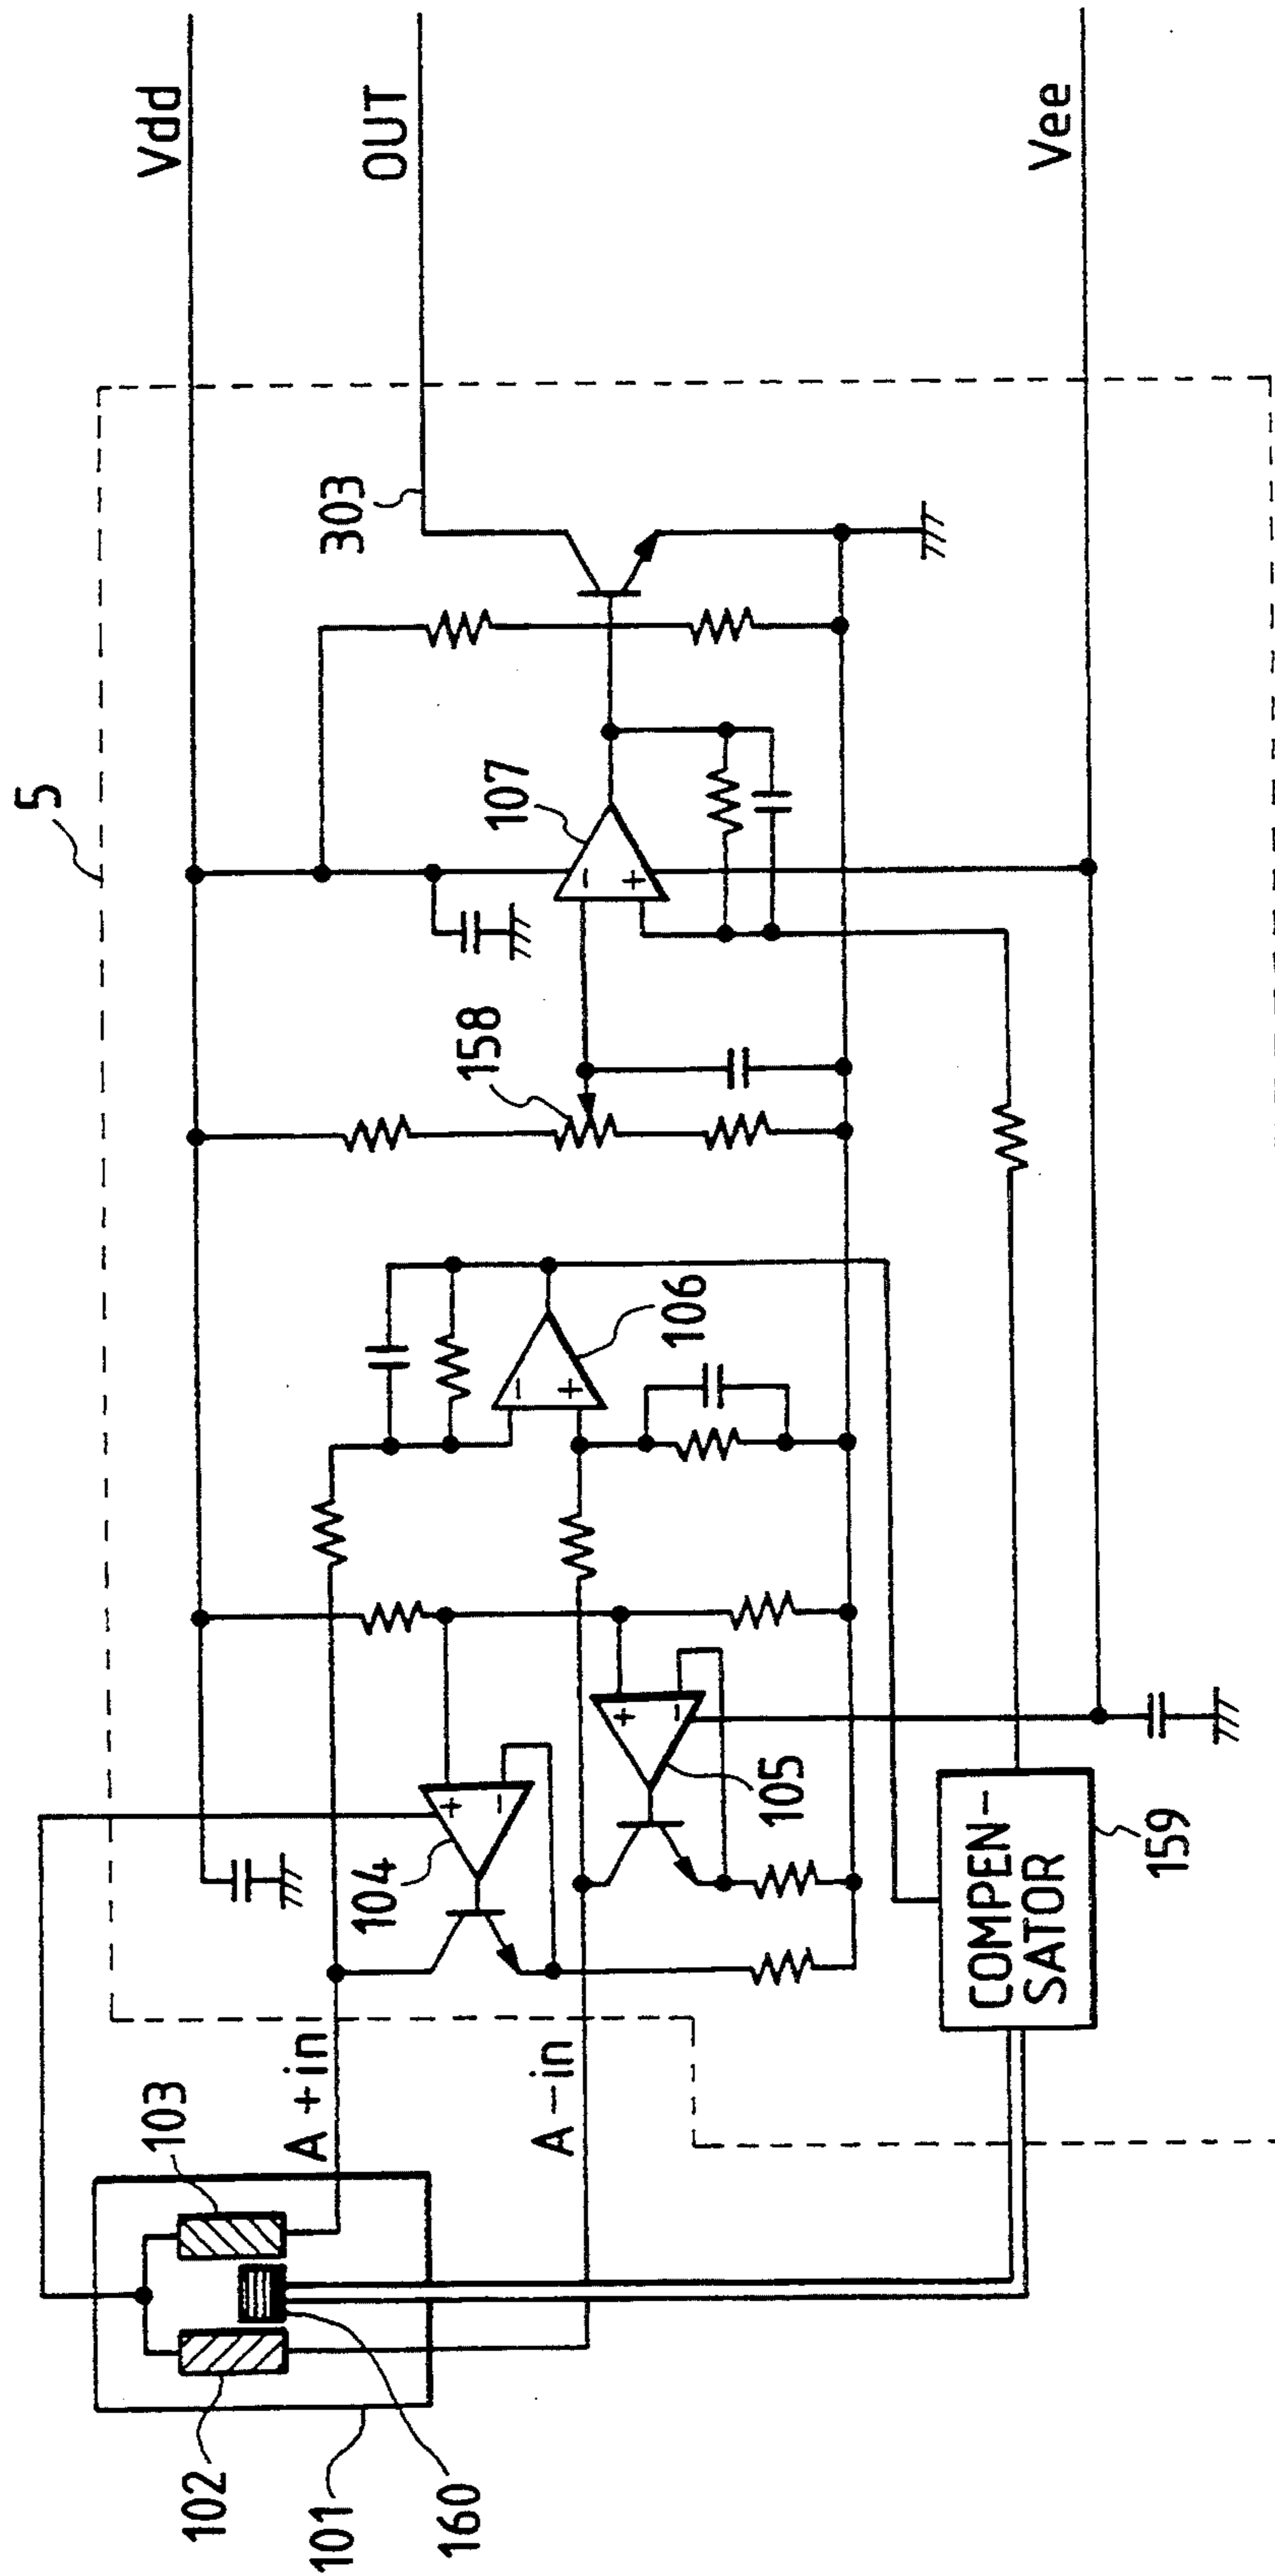 5
Vdd
OUT
Vee
303
107
158
106
104
105
A+in
A-in
103
102
101
160
COMPEN-
SATOR
159
-
+
-
+
+
-
+
-